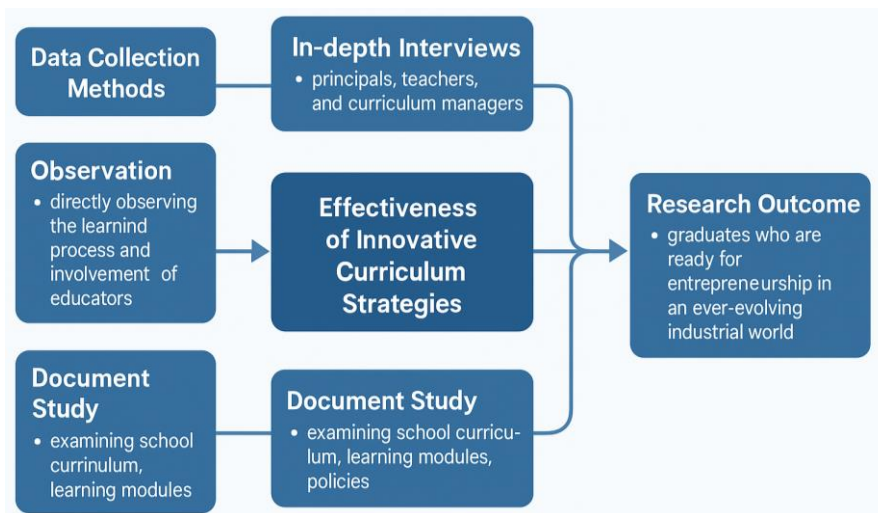 Data Collection
Methods
In-depth Interviews
• principals, teachers,
and curriculum managers
Observation
• directly observing
the learnind
process and
involvement of
educators
Effectiveness
of Innovative
Curriculum
Strategies
Research Outcome
• graduates who are
ready for
entrepreneurship in
an ever-evolving
industrial world
Document
Study
• examining school
currinulum,
learning modules
Document Study
• examining school curricu-
lum, learning modules,
policies